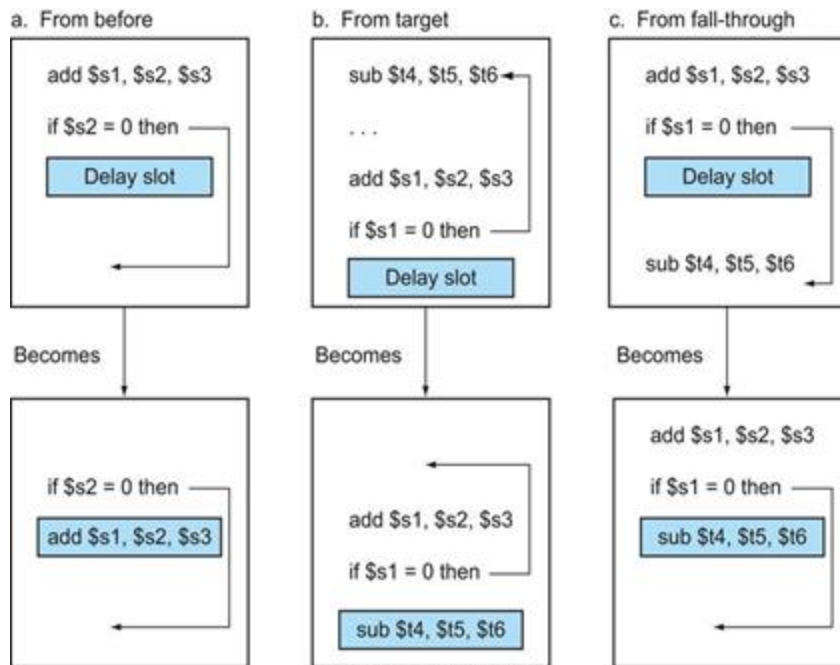 a. From before
add $s1, $s2, $s3
if $s2 = 0 then
Delay slot
Becomes
if $s2 = 0 then
add $s1, $s2, $s3
b. From target
sub $t4, $t5, $t6
. . .
add $s1, $s2, $s3
if $s1 = 0 then
Delay slot
Becomes
add $s1, $s2, $s3
if $s1 = 0 then
sub $t4, $t5, $t6
c. From fall-through
add $s1, $s2, $s3
if $s1 = 0 then
Delay slot
sub $t4, $t5, $t6
Becomes
add $s1, $s2, $s3
if $s1 = 0 then
sub $t4, $t5, $t6